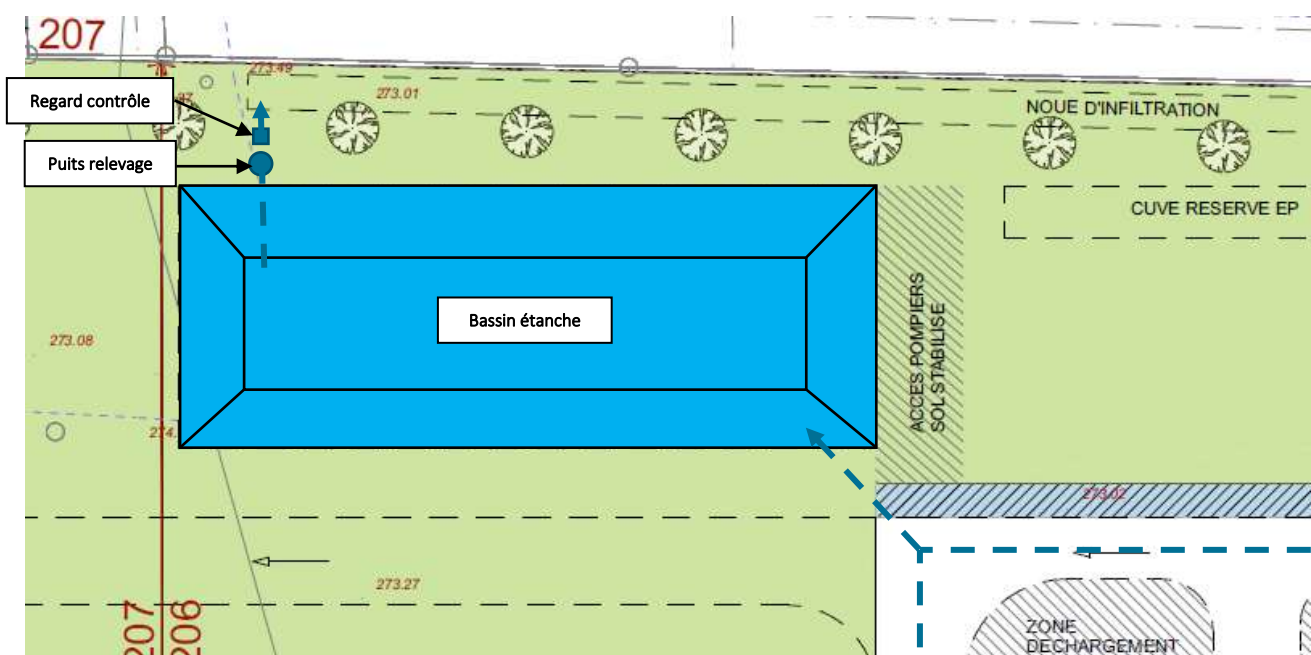 207
273.49
273.01
Regard contrôle
NOUE D'INFILTRATION
Puits relevage
CUVE RESERVE EP
Bassin étanche
ACCES POMPIERS
SOL STABILISE
273.08
273.02
273.27
207
206
ZONE
DECHARGEMENT